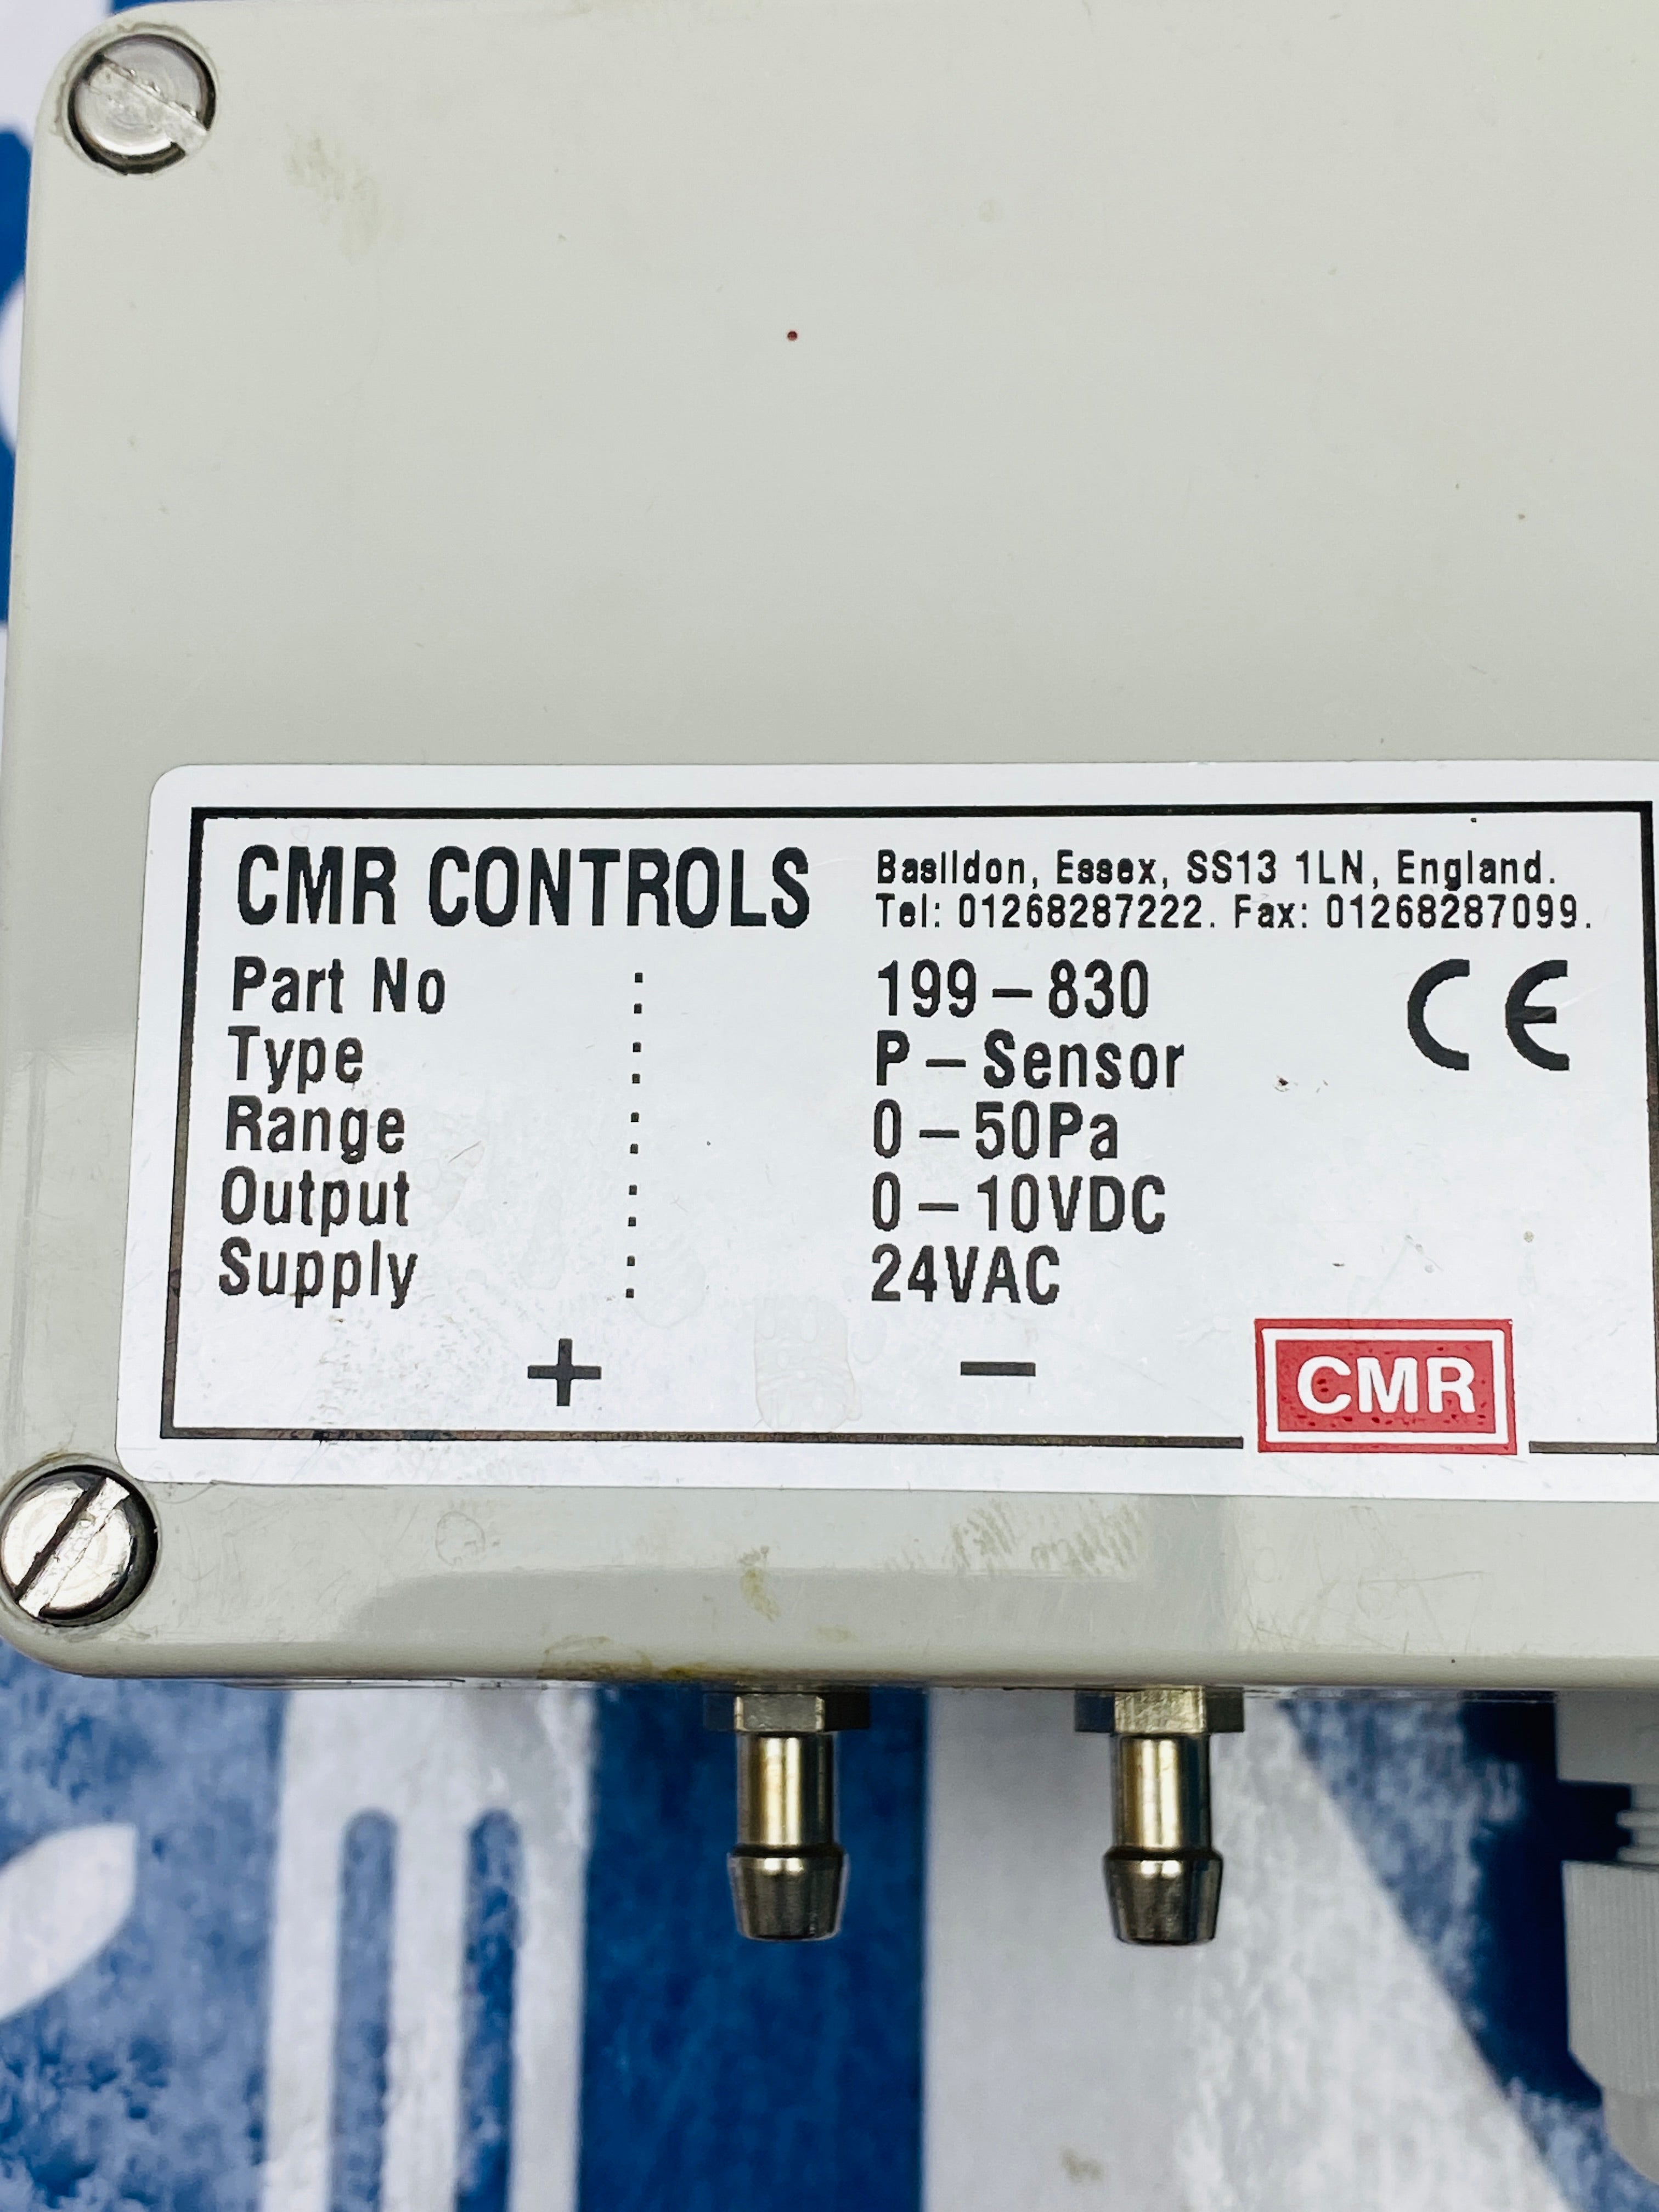 CMR CONTROLS
Basildon, Essex, SS13 1LN, England.
Tel: 01268287222. Fax: 01268287099.
Part No : 199-830
CE
Type : P-Sensor
Range : 0-50Pa
Output : 0-10VDC
Supply : 24VAC
+ -
CMR